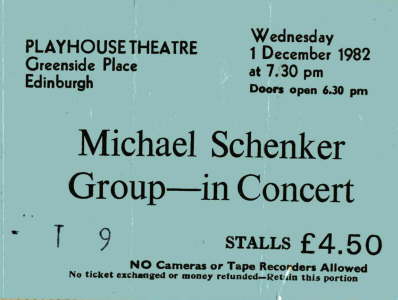 PLAYHOUSE THEATRE
Greenside Place
Edinburgh
Wednesday
1 December 1982
at 7.30 pm
Doors open 6.30 pm
Michael Schenker
Group—in Concert
T 9
STALLS £4.50
NO Cameras or Tape Recorders Allowed
No ticket exchanged or money refunded—Retain this portion